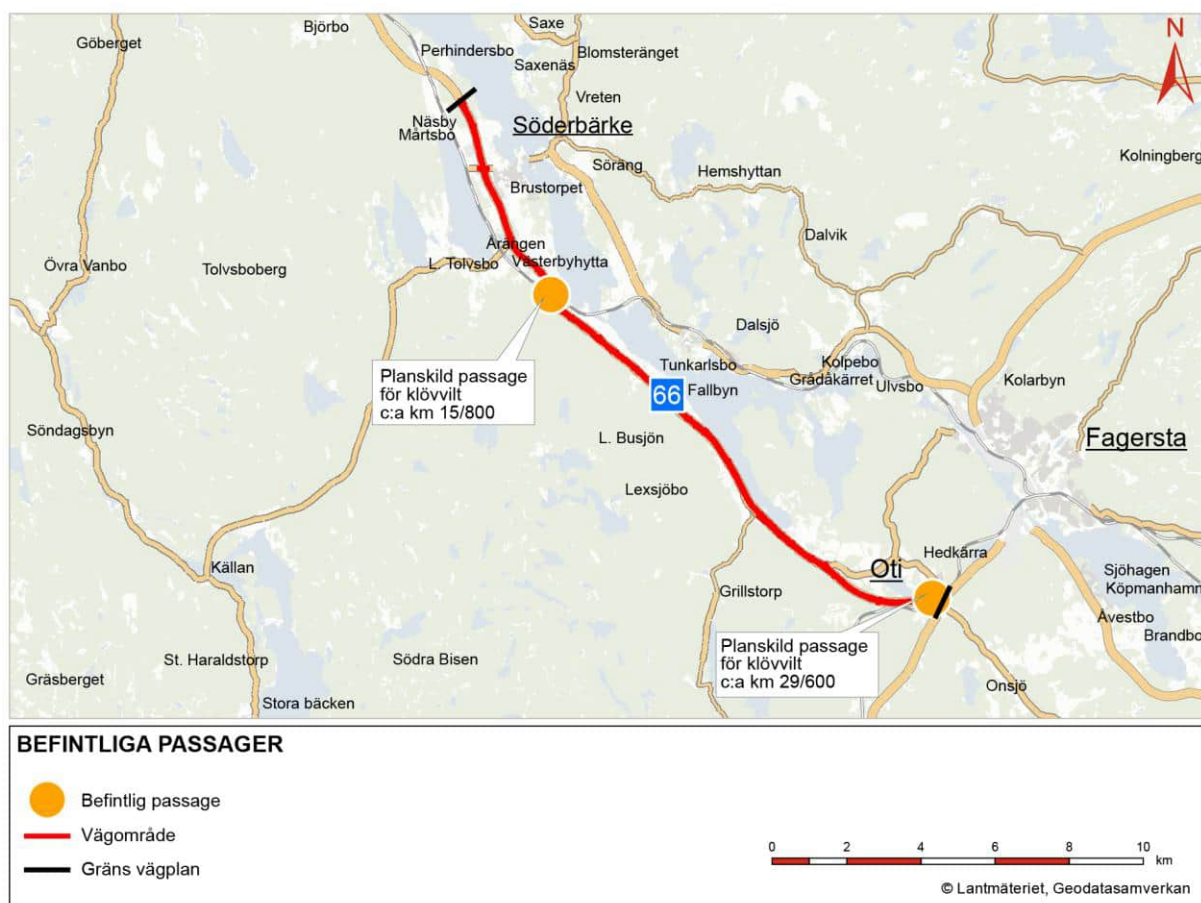 Björbo
Saxe
Göberget
Perhindersbo
Blomsteränget
Saxenäs
N
Vreten
Näsby
Mårtsbo
Söderbärke
Söräng
Hemshyttan
Kolningberg
Brustorpet
Dalvik
Årängen
L. Tolvsbo
Västerbyhytta
Övra Vanbo
Tolvsboberg
Dalsjö
Planskild passage
för klövvilt
c:a km 15/800
Tunkarlsbo
Kolpebo
Grådåkärret
Ulvsbo
Kolarbyn
66
Fallbyn
Söndagsbyn
L. Busjön
Fagersta
Lexsjöbo
Hedkärra
Källan
Oti
Sjöhagen
Köpmanhamn
Grillstorp
Åvestbo
Brandbo
Planskild passage
för klövvilt
c:a km 29/600
St. Haraldstorp
Södra Bisen
Gräsberget
Onsjö
Stora bäcken
BEFINTLIGA PASSAGER
Befintlig passage
Vägområde
Gräns vägplan
0 2 4 6 8 10
km
© Lantmäteriet, Geodatasamverkan